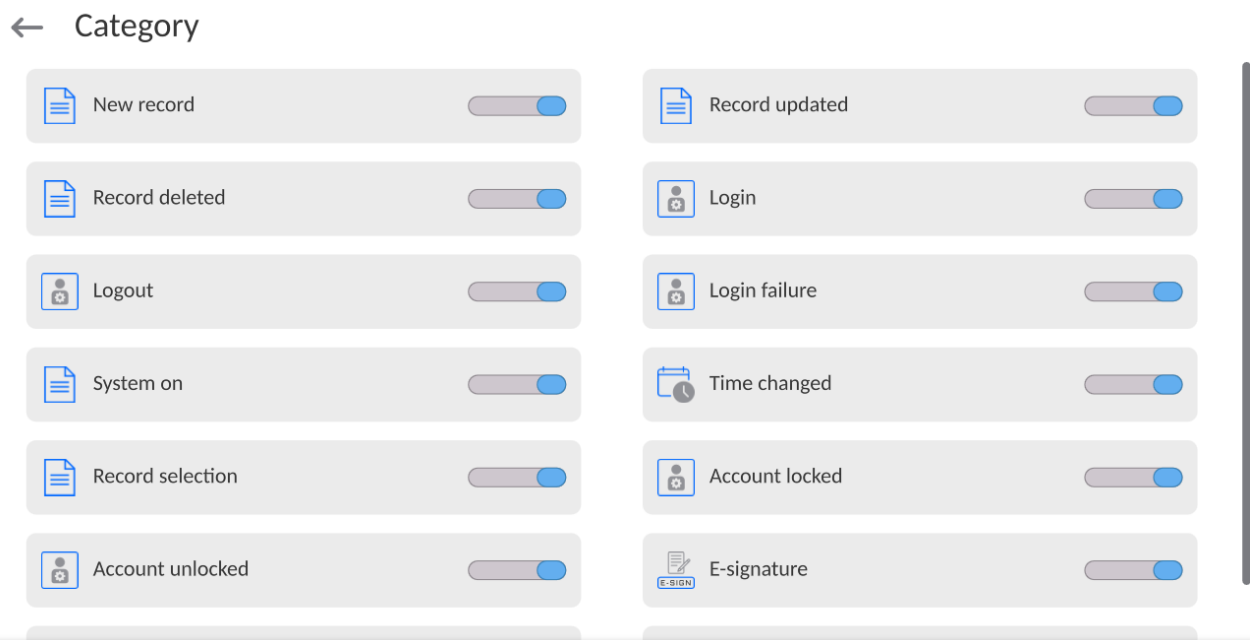 Category
New record
Record updated
Record deleted
Login
Logout
Login failure
System on
Time changed
Record selection
Account locked
Account unlocked
E-SIGN
E-signature